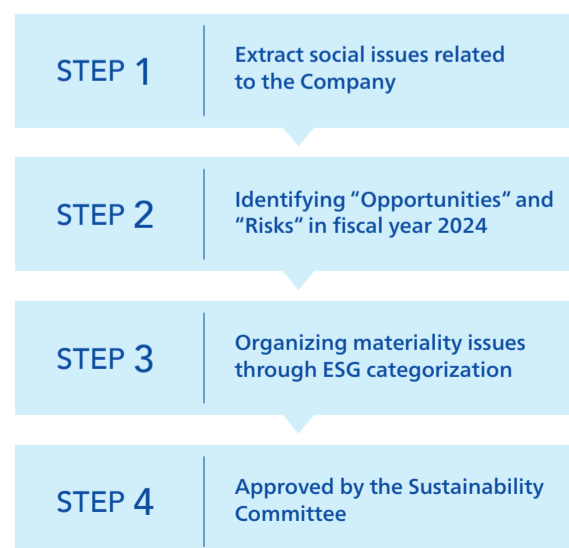 STEP 1
Extract social issues related
to the Company
STEP 2
Identifying “Opportunities“ and
“Risks“ in fiscal year 2024
STEP 3
Organizing materiality issues
through ESG categorization
STEP 4
Approved by the Sustainability
Committee